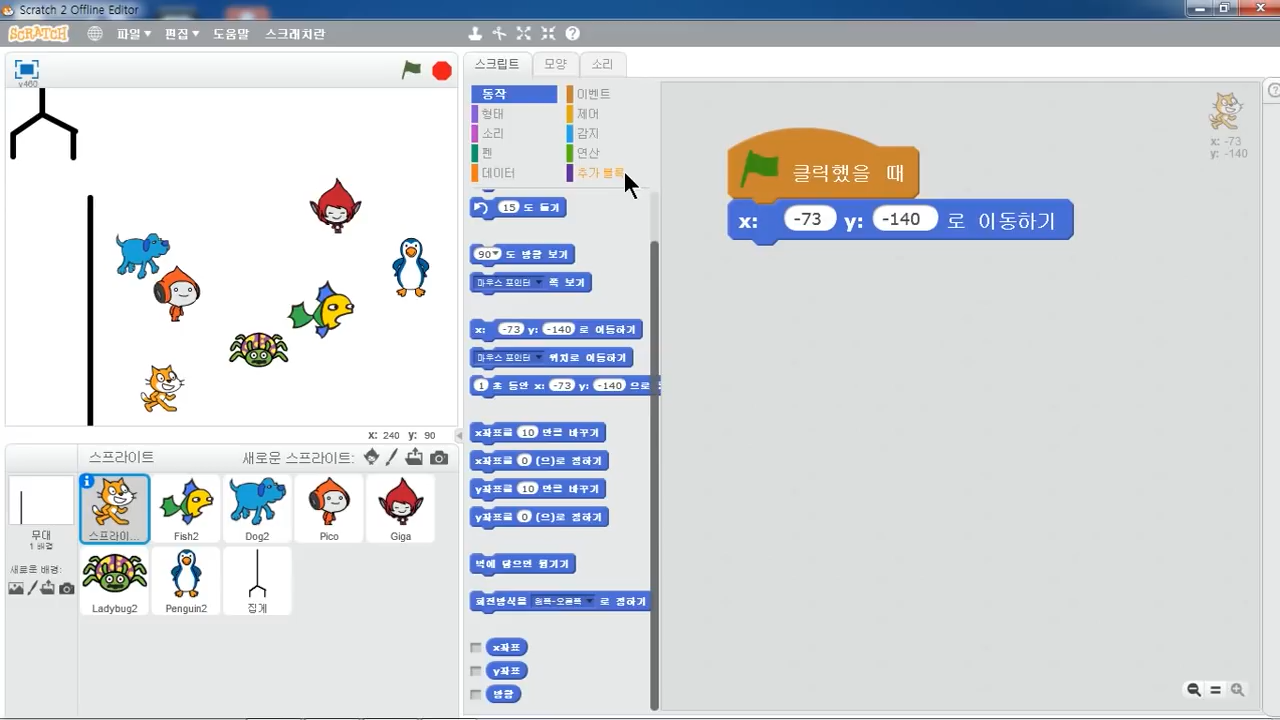 Scratch 2 Offline Editor
SCRATCH 파일 편집 도움말 스크래치란
v460
스크립트 모양 소리
동작 이벤트
형태 제어
소리 감지
펜 연산
데이터 추가 블록
15 도 돌기
90 도 방향 보기
마우스 포인터 쪽 보기
x: -73 y: -140 로 이동하기
마우스 포인터 위치로 이동하기
1 초 동안 x: -73 y: -140 으로
x좌표를 10 만큼 바꾸기
x좌표를 0 (으)로 정하기
y좌표를 10 만큼 바꾸기
y좌표를 0 (으)로 정하기
벽에 닿으면 튕기기
회전방식을 왼쪽-오른쪽 로 정하기
x좌표
y좌표
방향
클릭했을 때
x: -73 y: -140 로 이동하기
x: -73
y: -140
x: 240 y: 90
스프라이트 새로운 스프라이트:
무대
1 배경
새로운 배경:
스프라이... Fish2 Dog2 Pico Giga
Ladybug2 Penguin2 집게